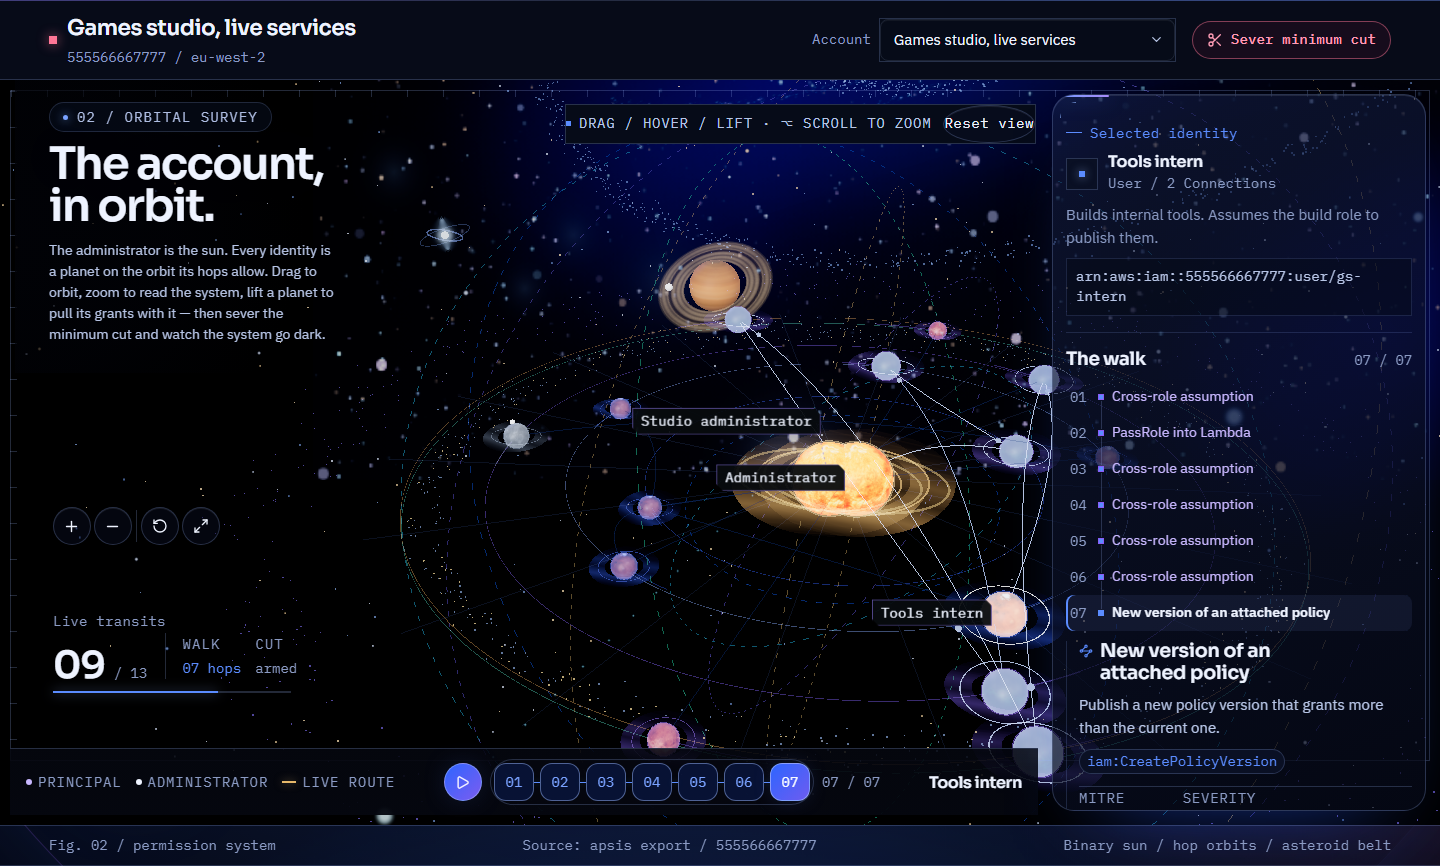 Games studio, live services
555566667777 / eu-west-2
Account
Games studio, live services
Sever minimum cut
02 / ORBITAL SURVEY
The account,
in orbit.
The administrator is the sun. Every identity is
a planet on the orbit its hops allow. Drag to
orbit, zoom to read the system, lift a planet to
pull its grants with it — then sever the
minimum cut and watch the system go dark.
DRAG / HOVER / LIFT · ⌥ SCROLL TO ZOOM
Reset view
Studio administrator
Administrator
Tools intern
Live transits
09 / 13
WALK
07 hops
CUT
armed
Selected identity
Tools intern
User / 2 Connections
Builds internal tools. Assumes the build role to
publish them.
arn:aws:iam::555566667777:user/gs-
intern
The walk
07 / 07
01 Cross-role assumption
02 PassRole into Lambda
03 Cross-role assumption
04 Cross-role assumption
05 Cross-role assumption
06 Cross-role assumption
07 New version of an attached policy
New version of an
attached policy
Publish a new policy version that grants more
than the current one.
iam:CreatePolicyVersion
MITRE
SEVERITY
PRINCIPAL
ADMINISTRATOR
LIVE ROUTE
01 02 03 04 05 06 07
07 / 07
Tools intern
Fig. 02 / permission system
Source: apsis export / 555566667777
Binary sun / hop orbits / asteroid belt